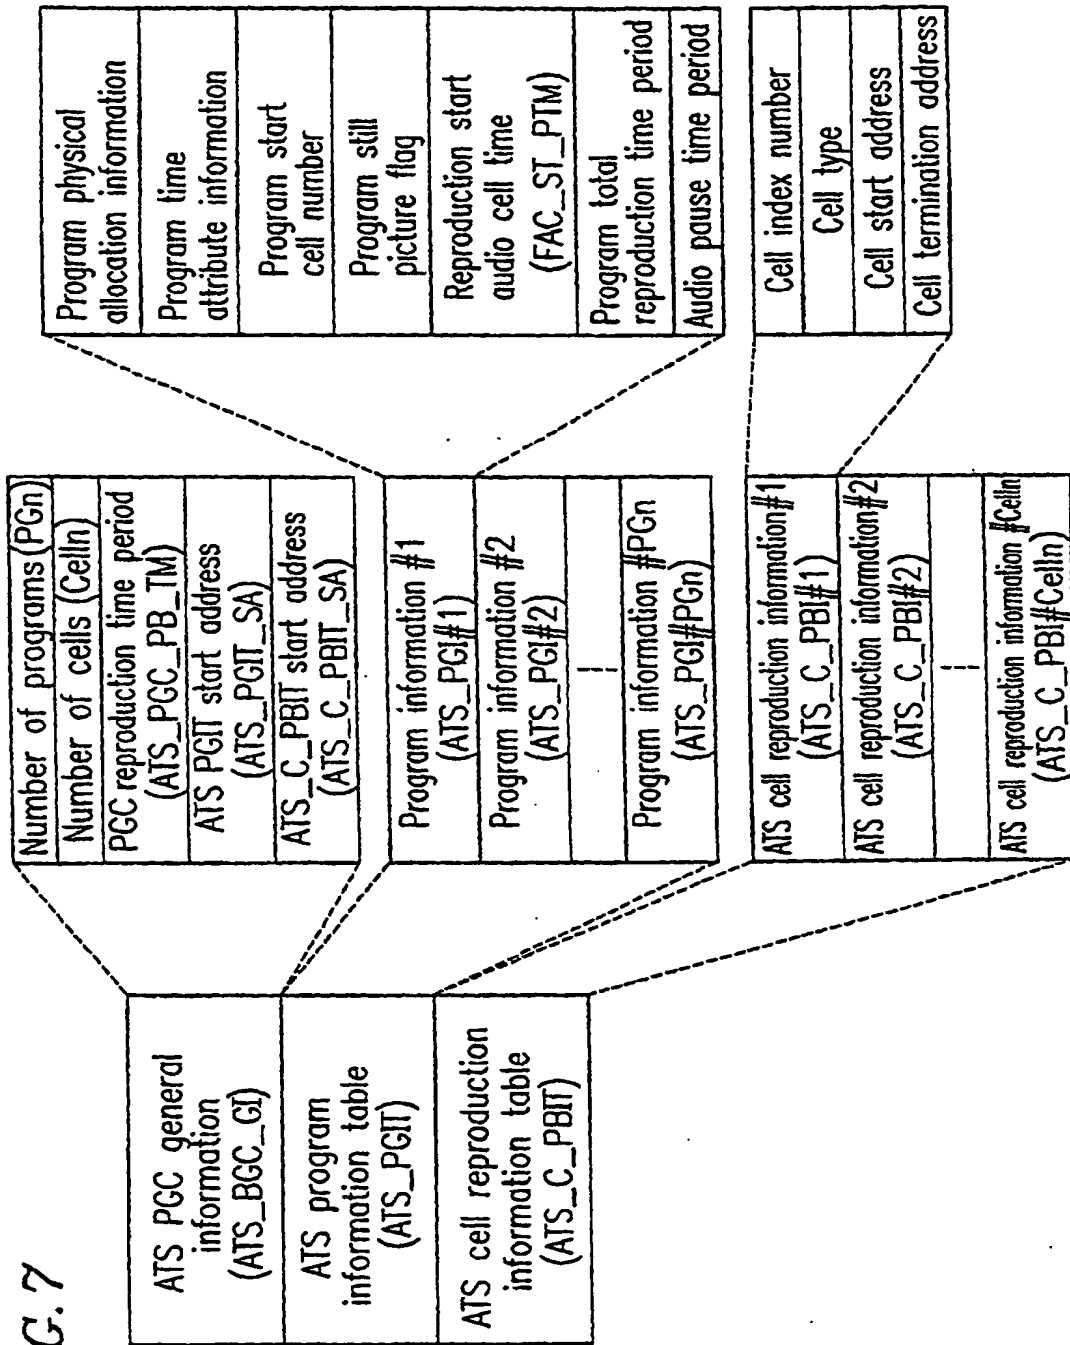 G. 7
ATS PGC general
information
(ATS_BGC_GI)
ATS program
information table
(ATS_PGIT)
ATS cell reproduction
information table
(ATS_C_PBIT)
Number of programs (PGn)
Number of cells (Celln)
PGC reproduction time period
(ATS_PGC_PB_TM)
ATS PGIT start address
(ATS_PGIT_SA)
ATS_C_PBIT start address
(ATS_C_PBIT_SA)
Program information #1
(ATS_PGI#1)
Program information #2
(ATS_PGI#2)
Program information #PGn
(ATS_PGI#PGn)
ATS cell reproduction information#1
(ATS_C_PBI#1)
ATS cell reproduction information#2
(ATS_C_PBI#2)
ATS cell reproduction information #Celln
(ATS_C_PBI#Celln)
Program physical
allocation information
Program time
attribute information
Program start
cell number
Program still
picture flag
Reproduction start
audio cell time
(FAC_ST_PTM)
Program total
reproduction time period
Audio pause time period
Cell index number
Cell type
Cell start address
Cell termination address